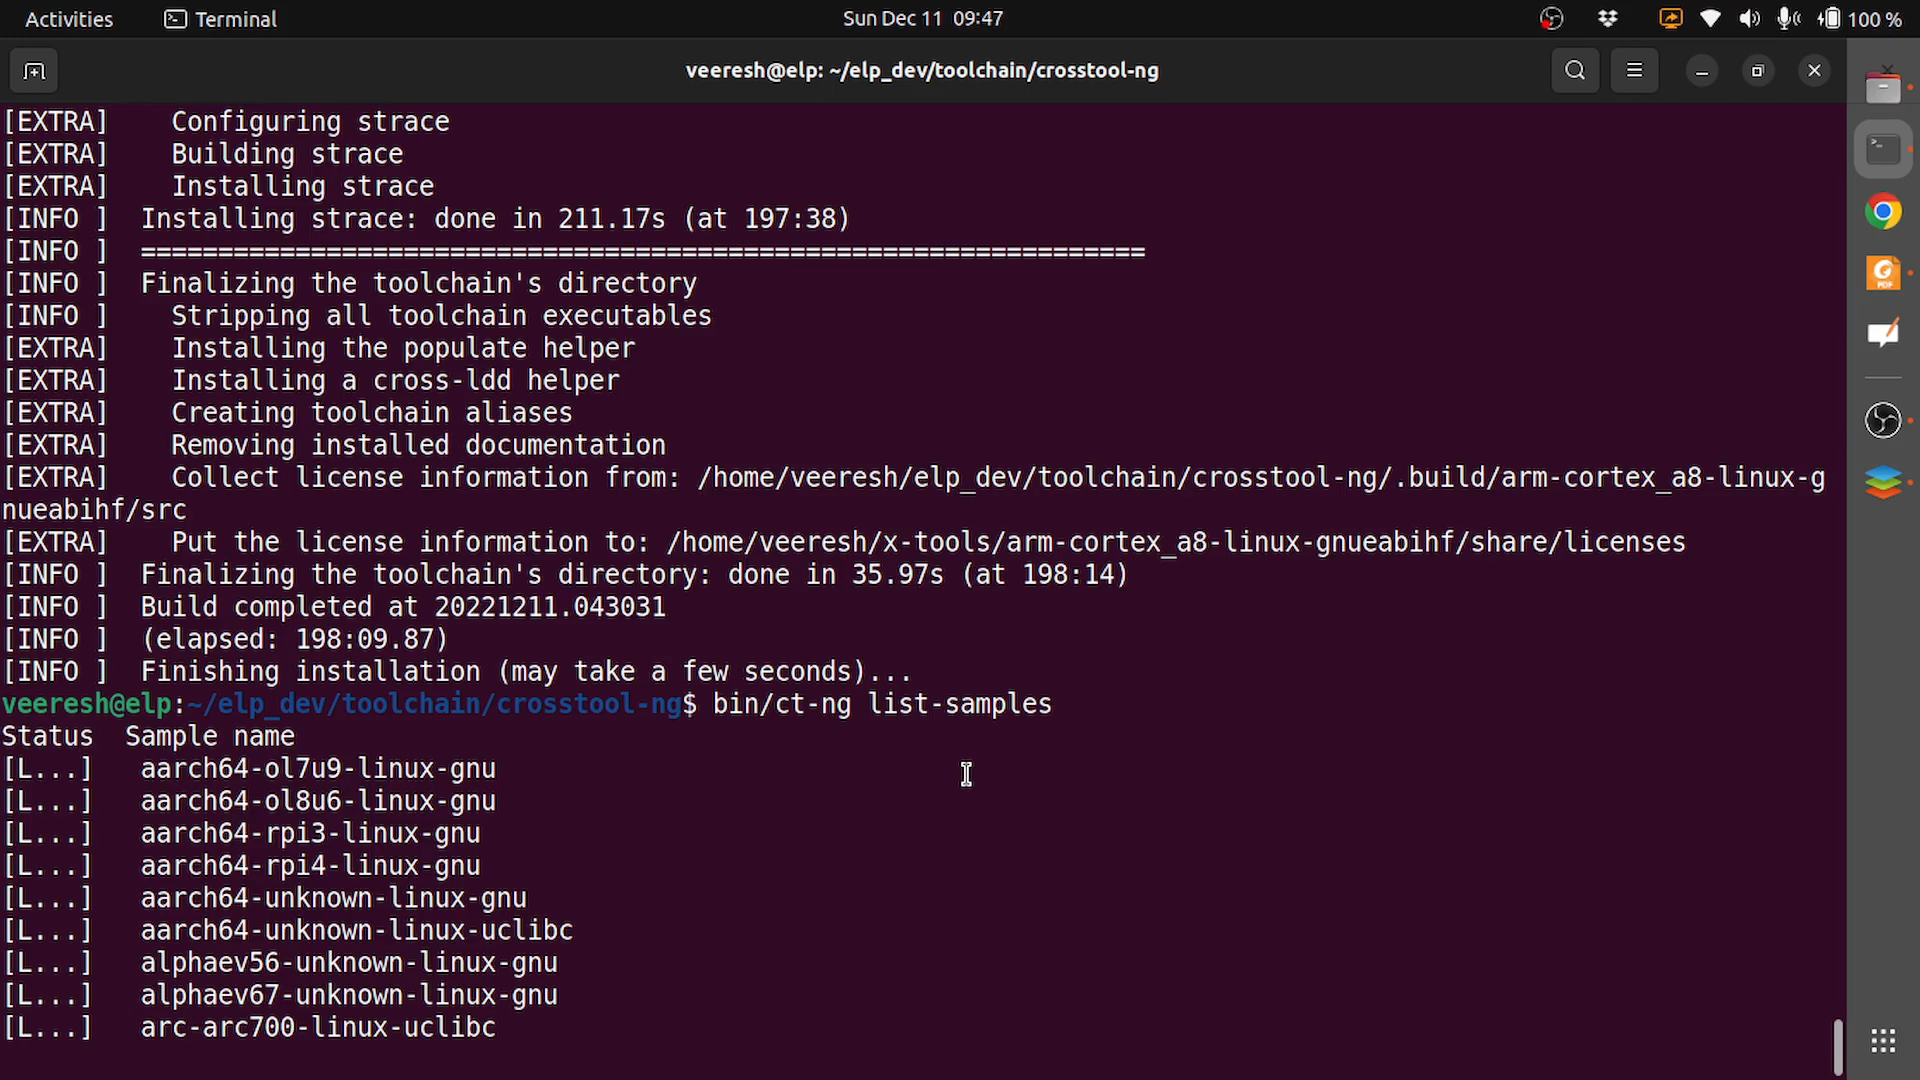 Activities Terminal Sun Dec 11 09:47 100 %
veeresh@elp: ~/elp_dev/toolchain/crosstool-ng
[EXTRA]    Configuring strace
[EXTRA]    Building strace
[EXTRA]    Installing strace
[INFO ]  Installing strace: done in 211.17s (at 197:38)
[INFO ]  =================================================================
[INFO ]  Finalizing the toolchain's directory
[INFO ]    Stripping all toolchain executables
[EXTRA]    Installing the populate helper
[EXTRA]    Installing a cross-ldd helper
[EXTRA]    Creating toolchain aliases
[EXTRA]    Removing installed documentation
[EXTRA]    Collect license information from: /home/veeresh/elp_dev/toolchain/crosstool-ng/.build/arm-cortex_a8-linux-g
nueabihf/src
[EXTRA]    Put the license information to: /home/veeresh/x-tools/arm-cortex_a8-linux-gnueabihf/share/licenses
[INFO ]  Finalizing the toolchain's directory: done in 35.97s (at 198:14)
[INFO ]  Build completed at 20221211.043031
[INFO ]  (elapsed: 198:09.87)
[INFO ]  Finishing installation (may take a few seconds)...
veeresh@elp:~/elp_dev/toolchain/crosstool-ng$ bin/ct-ng list-samples
Status  Sample name
[L...]   aarch64-ol7u9-linux-gnu
[L...]   aarch64-ol8u6-linux-gnu
[L...]   aarch64-rpi3-linux-gnu
[L...]   aarch64-rpi4-linux-gnu
[L...]   aarch64-unknown-linux-gnu
[L...]   aarch64-unknown-linux-uclibc
[L...]   alphaev56-unknown-linux-gnu
[L...]   alphaev67-unknown-linux-gnu
[L...]   arc-arc700-linux-uclibc